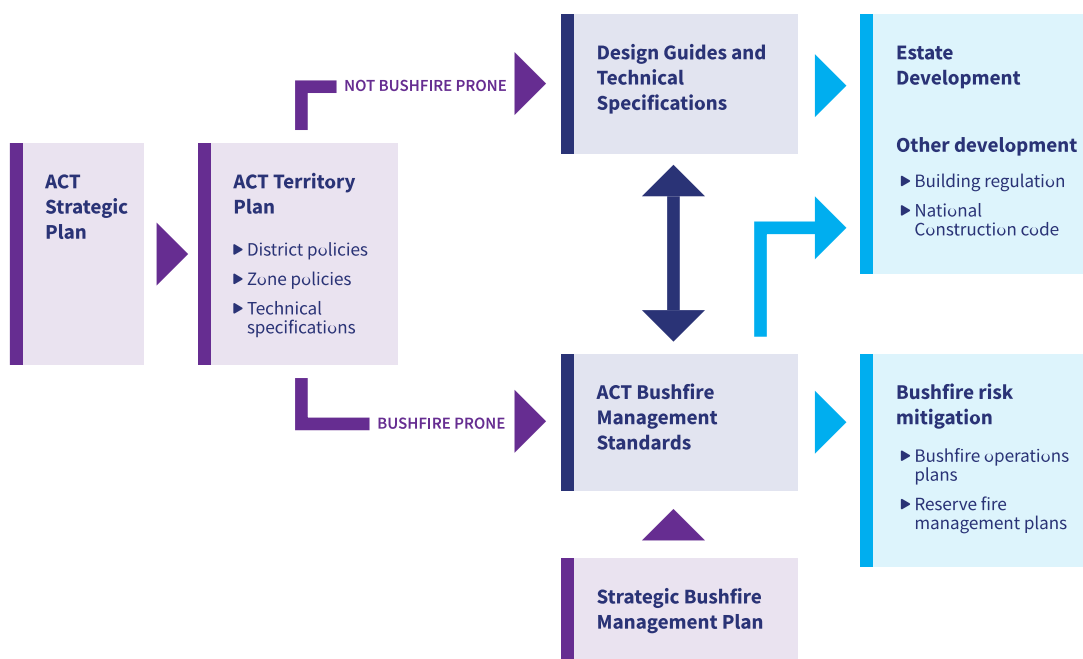 ACT
Strategic
Plan
ACT Territory
Plan
District policies
Zone policies
Technical
specifications
NOT BUSHFIRE PRONE
BUSHFIRE PRONE
Design Guides and
Technical
Specifications
ACT Bushfire
Management
Standards
Strategic Bushfire
Management Plan
Estate
Development
Other development
Building regulation
National
Construction code
Bushfire risk
mitigation
Bushfire operations
plans
Reserve fire
management plans